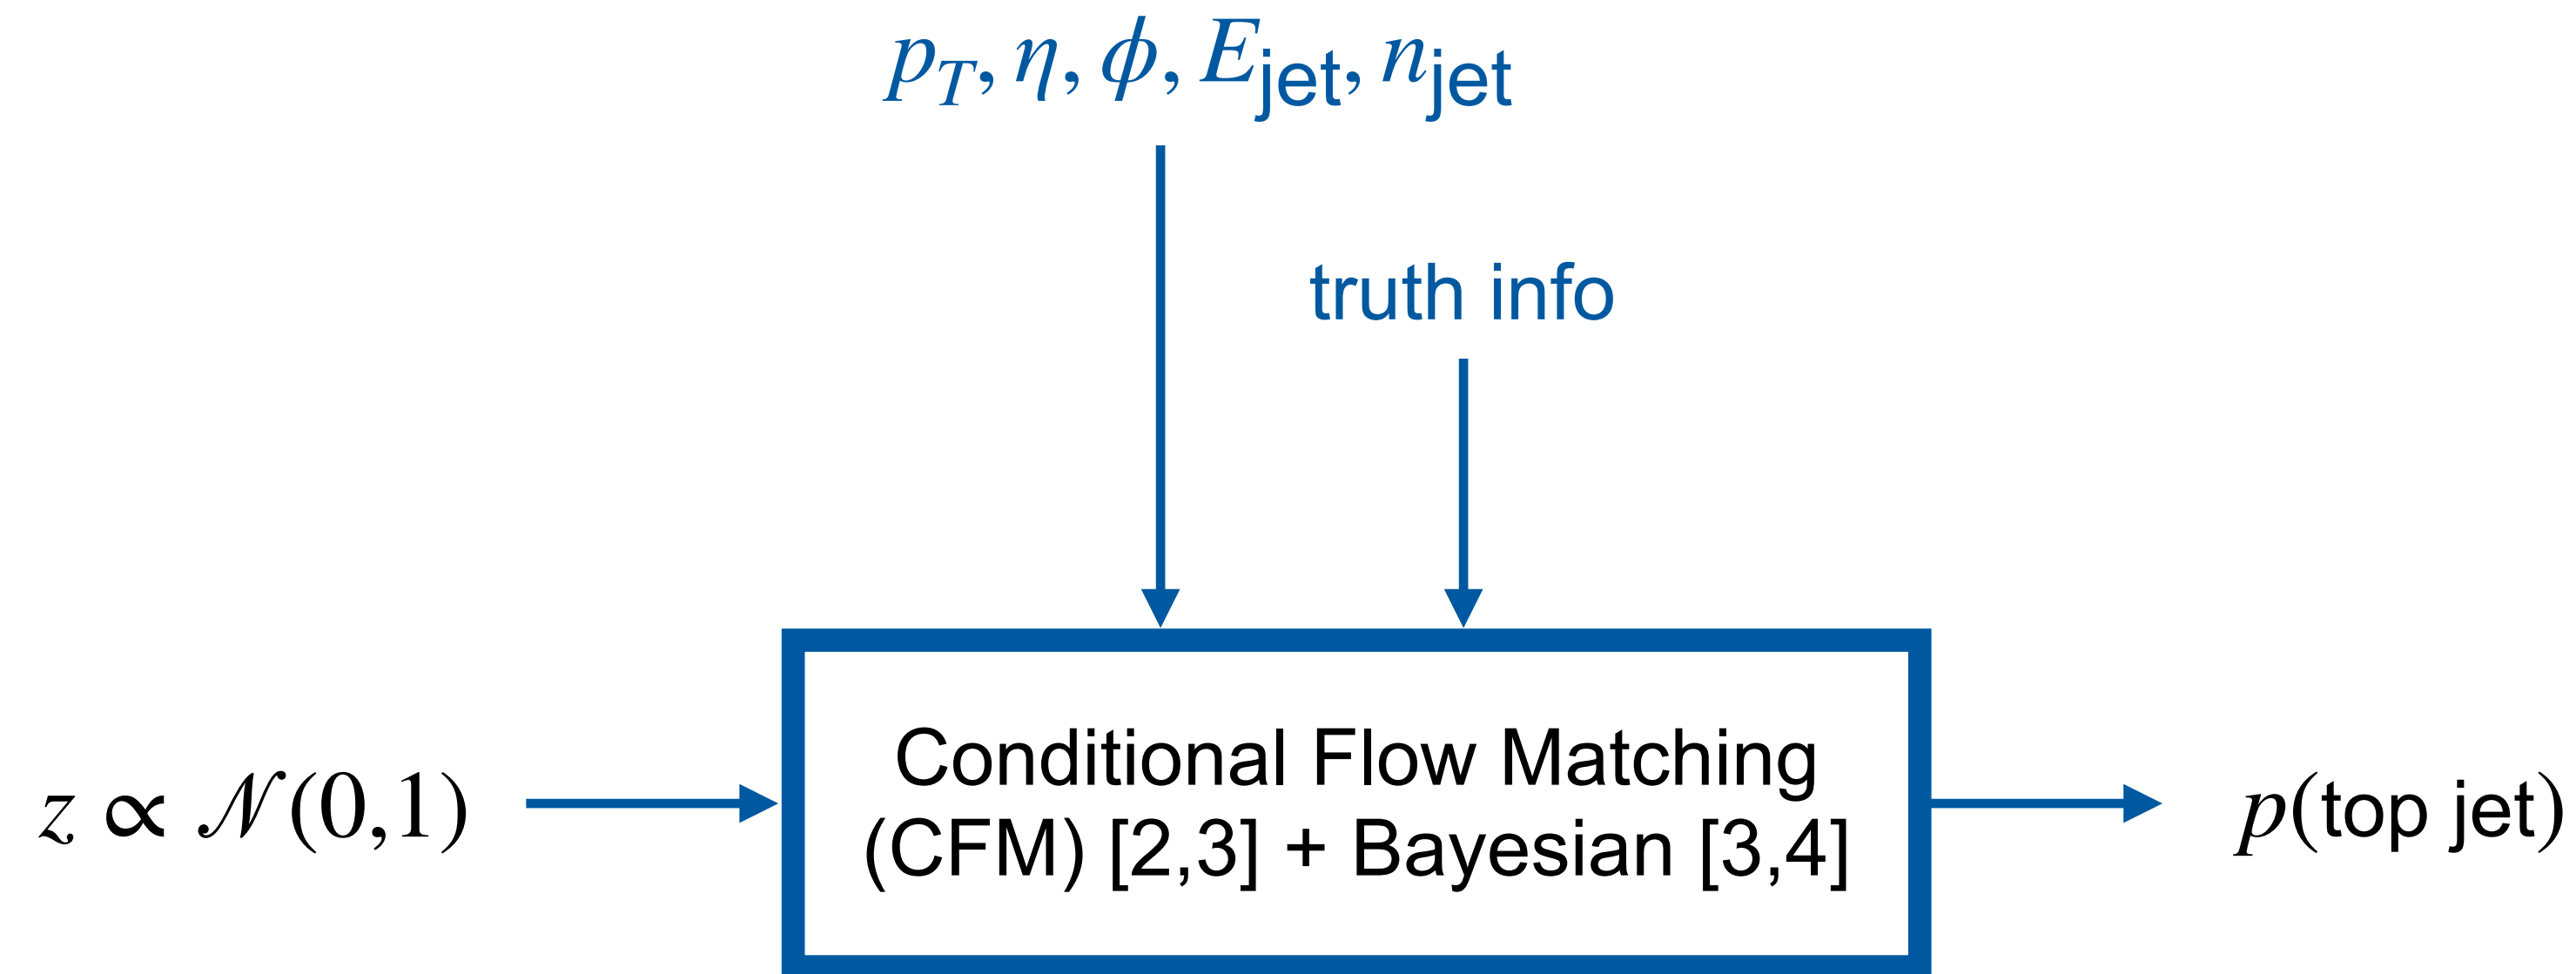 p_T, η, ϕ, E_jet, n_jet
truth info
Conditional Flow Matching
(CFM) [2,3] + Bayesian [3,4]
z ∝ 𝒩(0,1)
p(top jet)